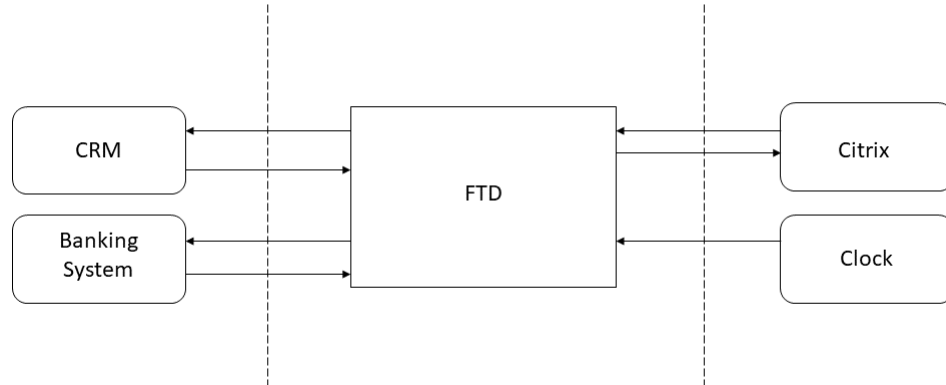 CRM
Citrix
FTD
Banking
System
Clock